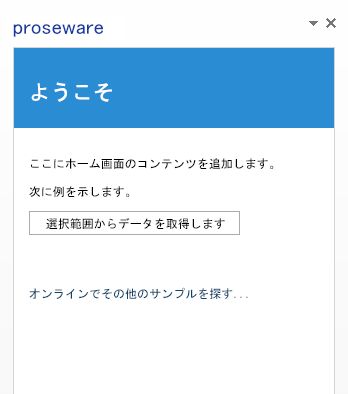 proseware
ようこそ
ここにホーム画面のコンテンツを追加します。
次に例を示します。
選択範囲からデータを取得します
オンラインでその他のサンプルを探す...